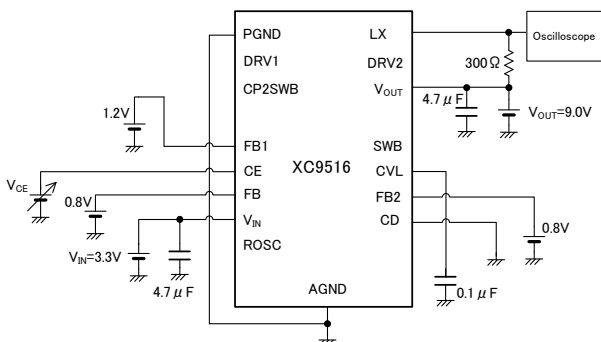 PGND
LX
Oscilloscope
DRV1
300Ω
DRV2
CP2SWB
VOUT
4.7μF
1.2V
VOUT=9.0V
FB1
SWB
XC9516
CE
CVL
VCE
0.8V
FB
FB2
VIN
CD
0.8V
VIN=3.3V
ROSC
4.7μF
AGND
0.1μF